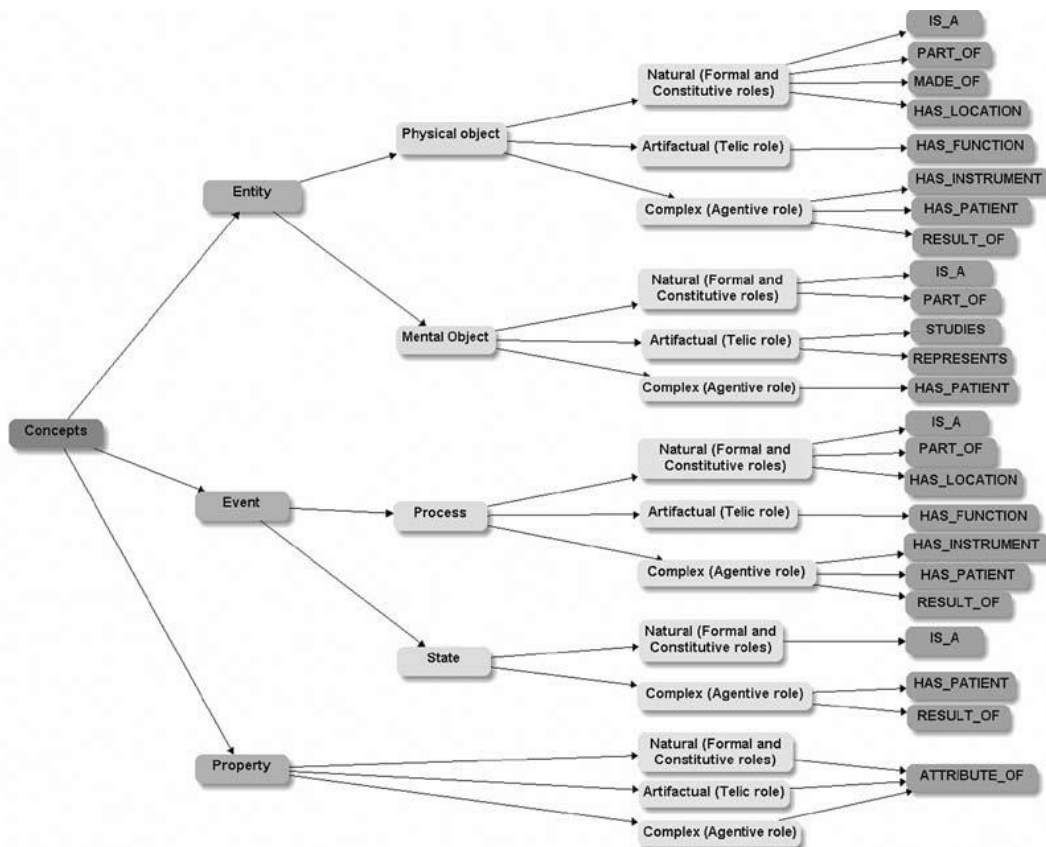 IS_A
PART_OF
Natural (Formal and
Constitutive roles)
MADE_OF
HAS_LOCATION
Physical object
Artifactual (Telic role)
HAS_FUNCTION
HAS_INSTRUMENT
Entity
Complex (Agentive role)
HAS_PATIENT
RESULT_OF
Natural (Formal and
Constitutive roles)
IS_A
PART_OF
Mental Object
Artifactual (Telic role)
STUDIES
REPRESENTS
Complex (Agentive role)
HAS_PATIENT
Concepts
IS_A
Natural (Formal and
Constitutive roles)
PART_OF
HAS_LOCATION
Event
Process
Artifactual (Telic role)
HAS_FUNCTION
HAS_INSTRUMENT
Complex (Agentive role)
HAS_PATIENT
RESULT_OF
State
Natural (Formal and
Constitutive roles)
IS_A
Complex (Agentive role)
HAS_PATIENT
RESULT_OF
Property
Natural (Formal and
Constitutive roles)
ATTRIBUTE_OF
Artifactual (Telic role)
Complex (Agentive role)